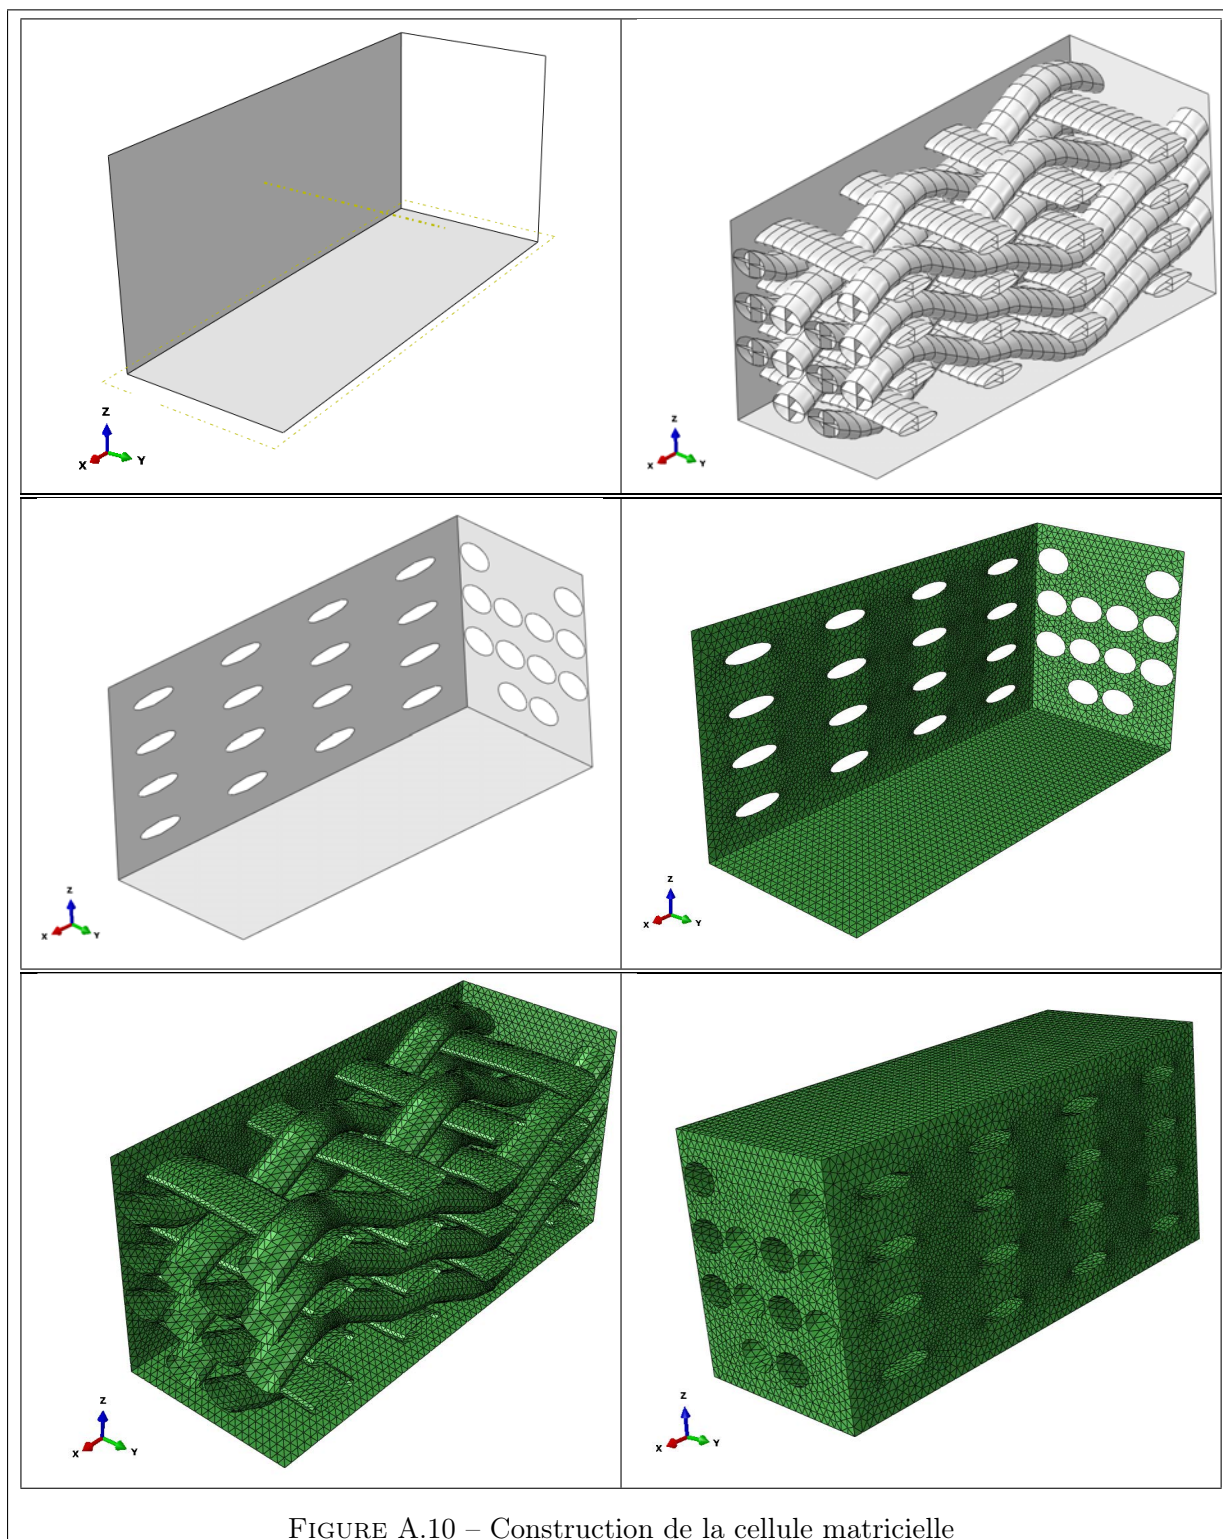 Z
X
Y
Z
X
Y
Z
X
Y
Z
X
Y
Z
X
Y
Z
X
Y
FIGURE A.10 – Construction de la cellule matricielle